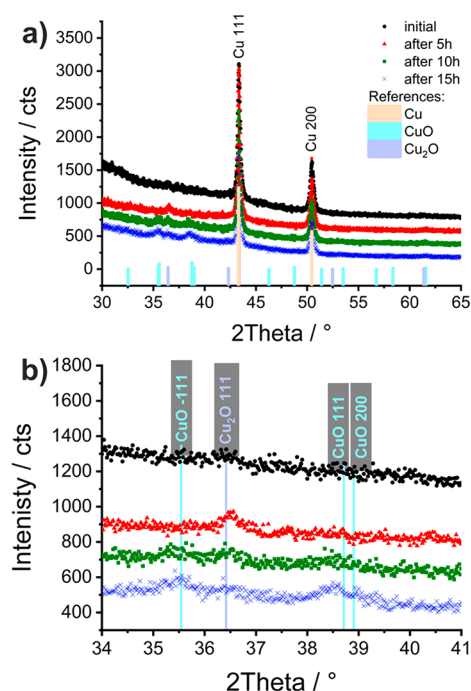 a)
Cu 111
Cu 200
initial
after 5h
after 10h
after 15h
References:
Cu
CuO
Cu₂O
Intensity / cts
3500
3000
2500
2000
1500
1000
500
0
30 35 40 45 50 55 60 65
2Theta / °
b)
CuO -111
Cu₂O 111
CuO 111
CuO 200
Intenisty / cts
1800
1600
1400
1200
1000
800
600
400
34 35 36 37 38 39 40 41
2Theta / °